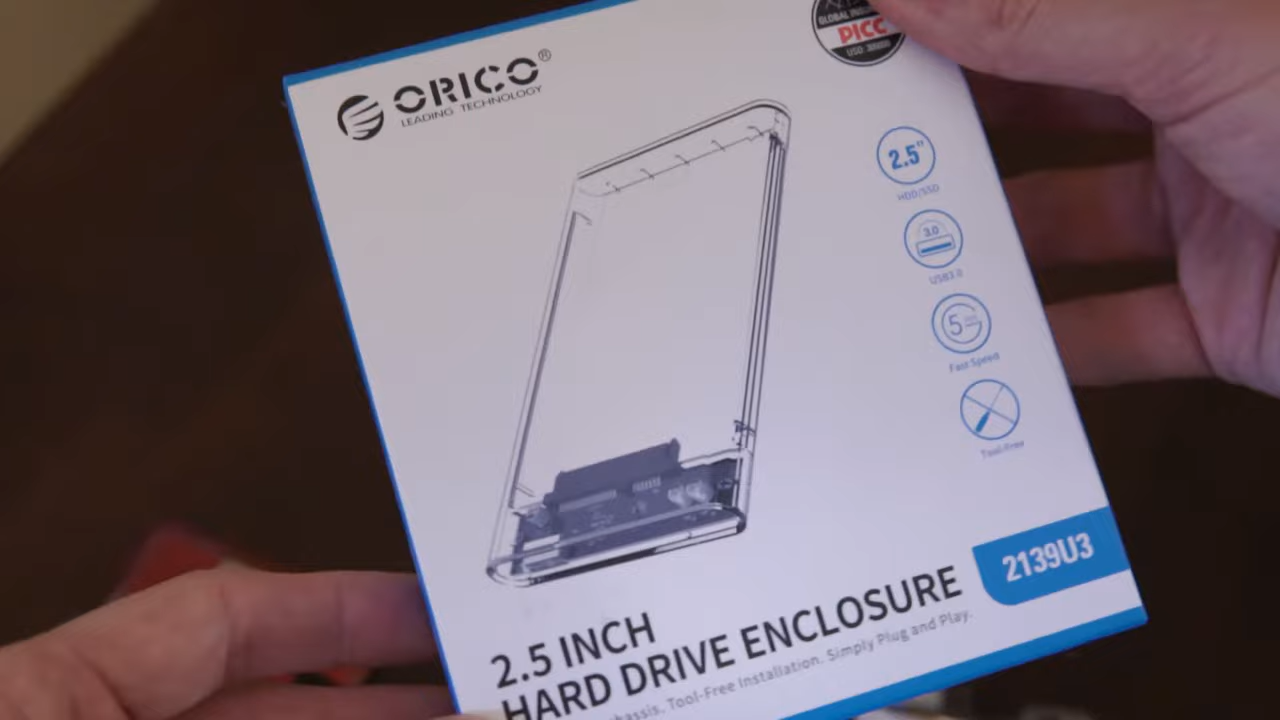 ORICO®
LEADING TECHNOLOGY
PICC
2.5"
HDD/SSD
3.0
USB3.0
5
Fast Speed
Tool-Free
2139U3
2.5 INCH
HARD DRIVE ENCLOSURE
Tool-Free Installation. Simply Plug and Play.